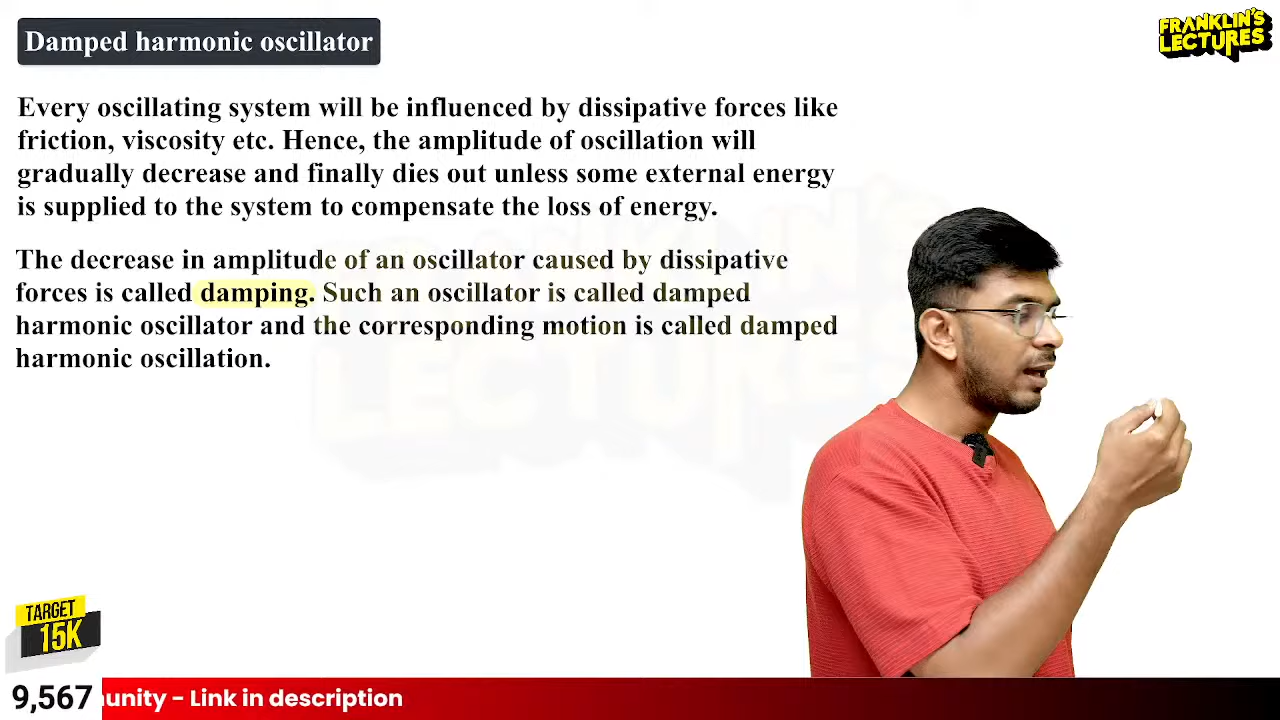 Damped harmonic oscillator
FRANKLIN'S
LECTURES
Every oscillating system will be influenced by dissipative forces like
friction, viscosity etc. Hence, the amplitude of oscillation will
gradually decrease and finally dies out unless some external energy
is supplied to the system to compensate the loss of energy.
The decrease in amplitude of an oscillator caused by dissipative
forces is called damping. Such an oscillator is called damped
harmonic oscillator and the corresponding motion is called damped
harmonic oscillation.
FRANKLIN'S
LECTURES
TARGET
15K
9,567
unity - Link in description